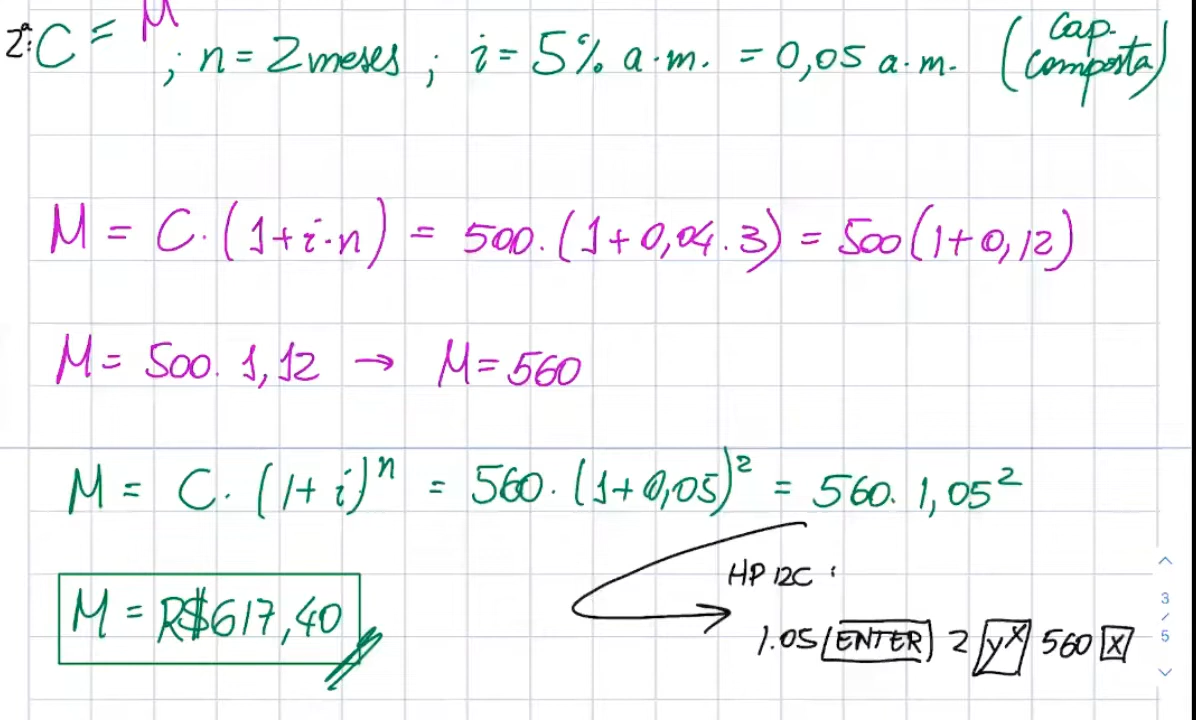 2ª: C = M ; n = 2 meses ; i = 5% a.m. = 0,05 a.m. (Cap. Composta)
M = C. (1+i.n) = 500. (1+0,04.3) = 500(1+0,12)
M = 500. 1,12 → M = 560
M = C. (1+i)ⁿ = 560. (1+0,05)² = 560. 1,05²
HP 12C :
M = R$617,40
1.05 ENTER 2 yˣ 560 X
3
/
5